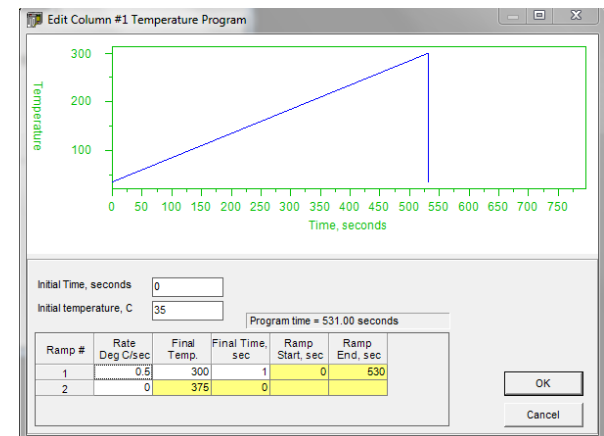 Edit Column #1 Temperature Program
300
200
100
Temperature
0 50 100 150 200 250 300 350 400 450 500 550 600 650 700 750
Time, seconds
Initial Time, seconds 0
Initial temperature, C 35
Program time = 531.00 seconds
Ramp # Rate Deg C/sec Final Temp. Final Time, sec Ramp Start, sec Ramp End, sec
1 0.5 300 1 0 530
2 0 375 0
OK
Cancel